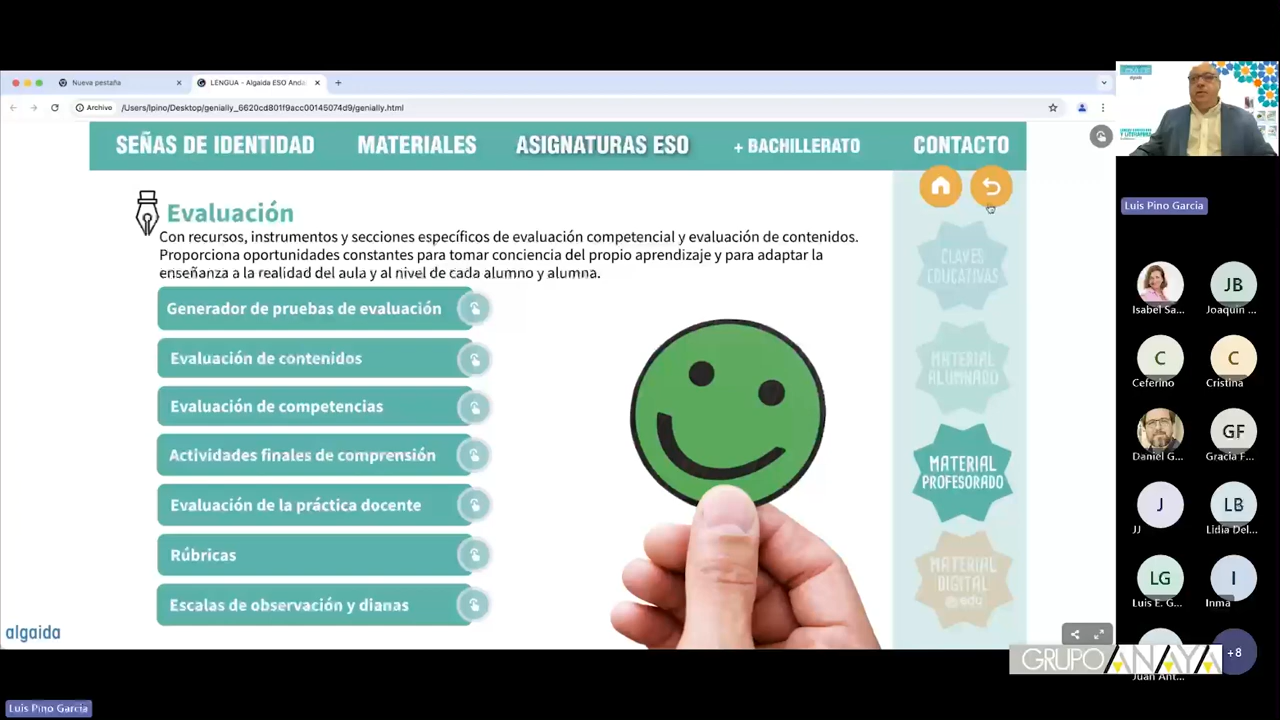 Nueva pestaña
LENGUA - Algaida ESO Anda
Archivo
/Users/lpino/Desktop/genially_6620cd801f9acc00145074d9/genially.html
SEÑAS DE IDENTIDAD
MATERIALES
ASIGNATURAS ESO
+ BACHILLERATO
CONTACTO
Evaluación
Con recursos, instrumentos y secciones específicos de evaluación competencial y evaluación de contenidos.
Proporciona oportunidades constantes para tomar conciencia del propio aprendizaje y para adaptar la
enseñanza a la realidad del aula y al nivel de cada alumno y alumna.
Generador de pruebas de evaluación
Evaluación de contenidos
Evaluación de competencias
Actividades finales de comprensión
Evaluación de la práctica docente
Rúbricas
Escalas de observación y dianas
CLAVES
EDUCATIVAS
MATERIAL
ALUMNADO
MATERIAL
PROFESORADO
MATERIAL
DIGITAL
edu
algaida
GRUPO ANAYA
Luis Pino Garcia
Isabel Sa...
JB
Joaquin ...
C
Ceferino
C
Cristina
Daniel G...
GF
Gracia F...
J
JJ
LB
Lidia Del...
LG
Luis E. G...
I
Inma
Juan Ant...
+8
Luis Pino Garcia